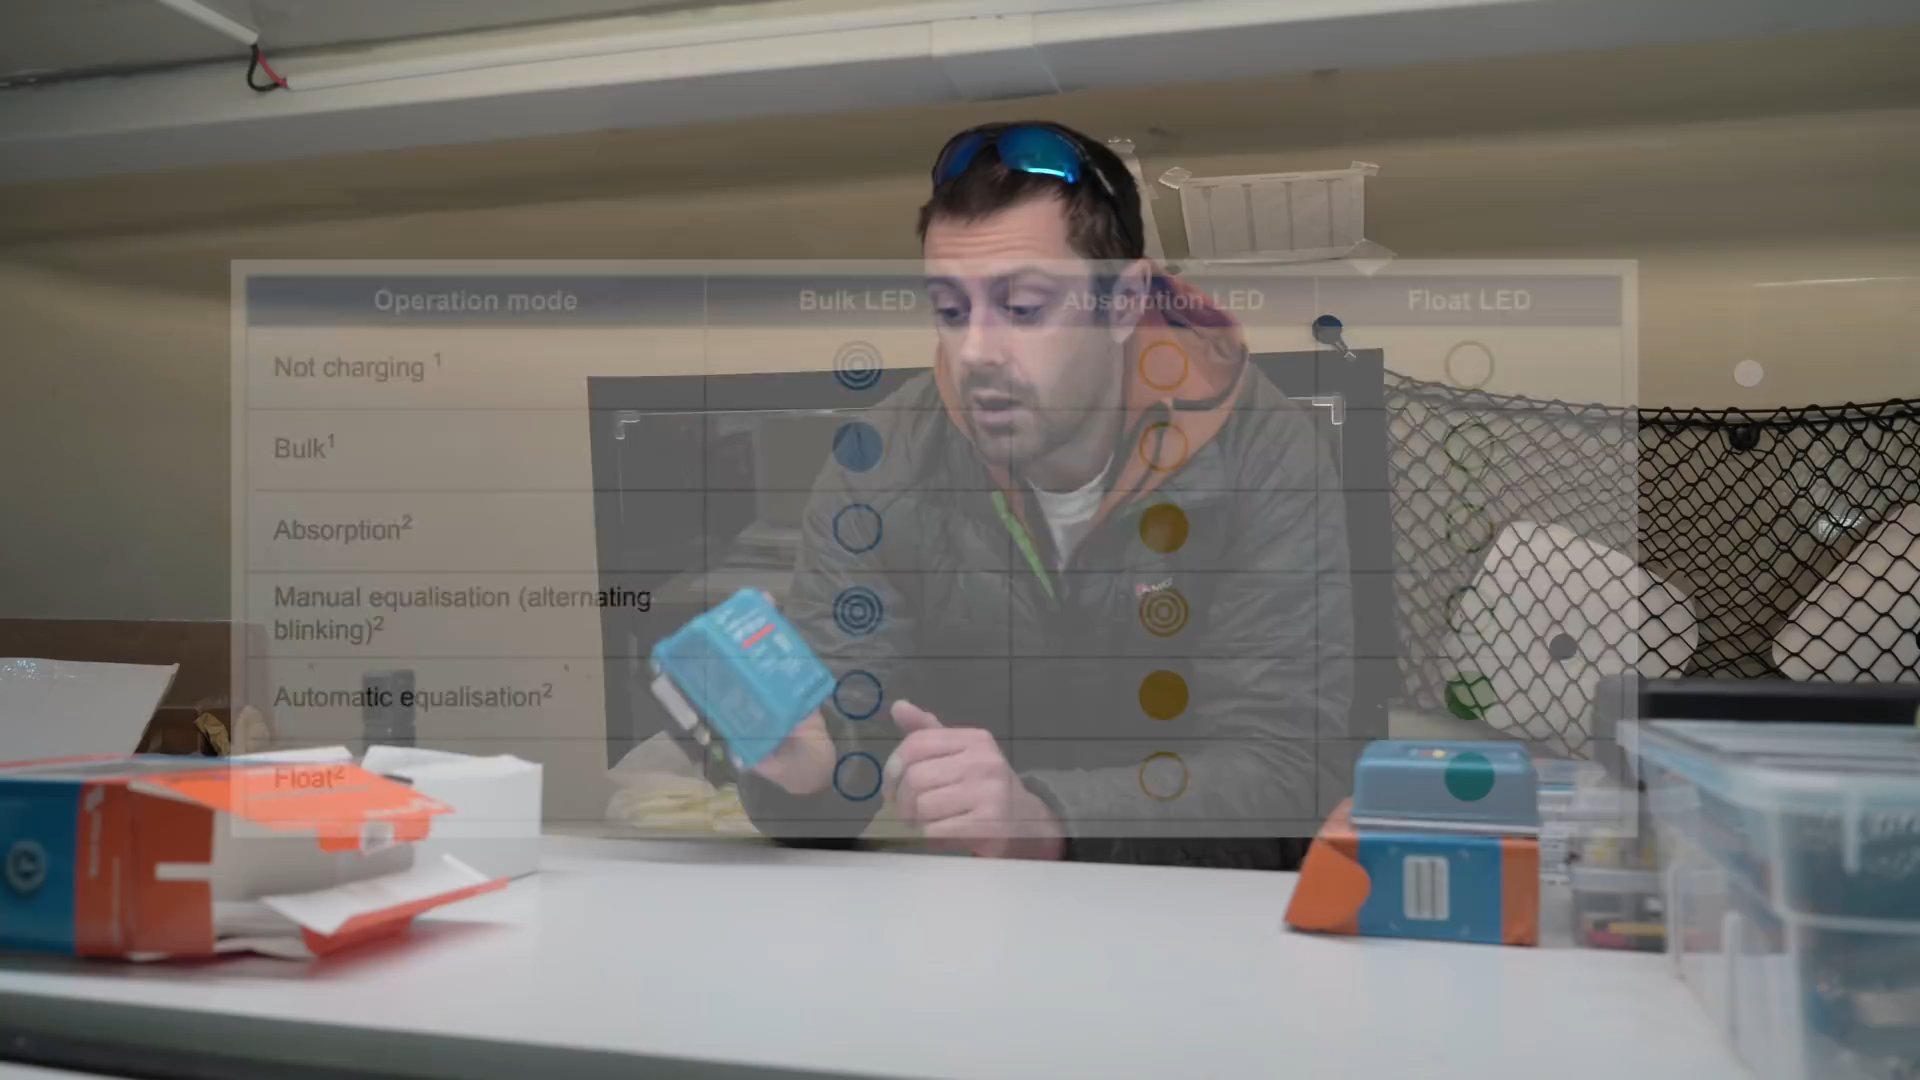 Operation mode Bulk LED Absorption LED Float LED
Not charging 1
Bulk1
Absorption2
Manual equalisation (alternating
blinking)2
Automatic equalisation2
Float2